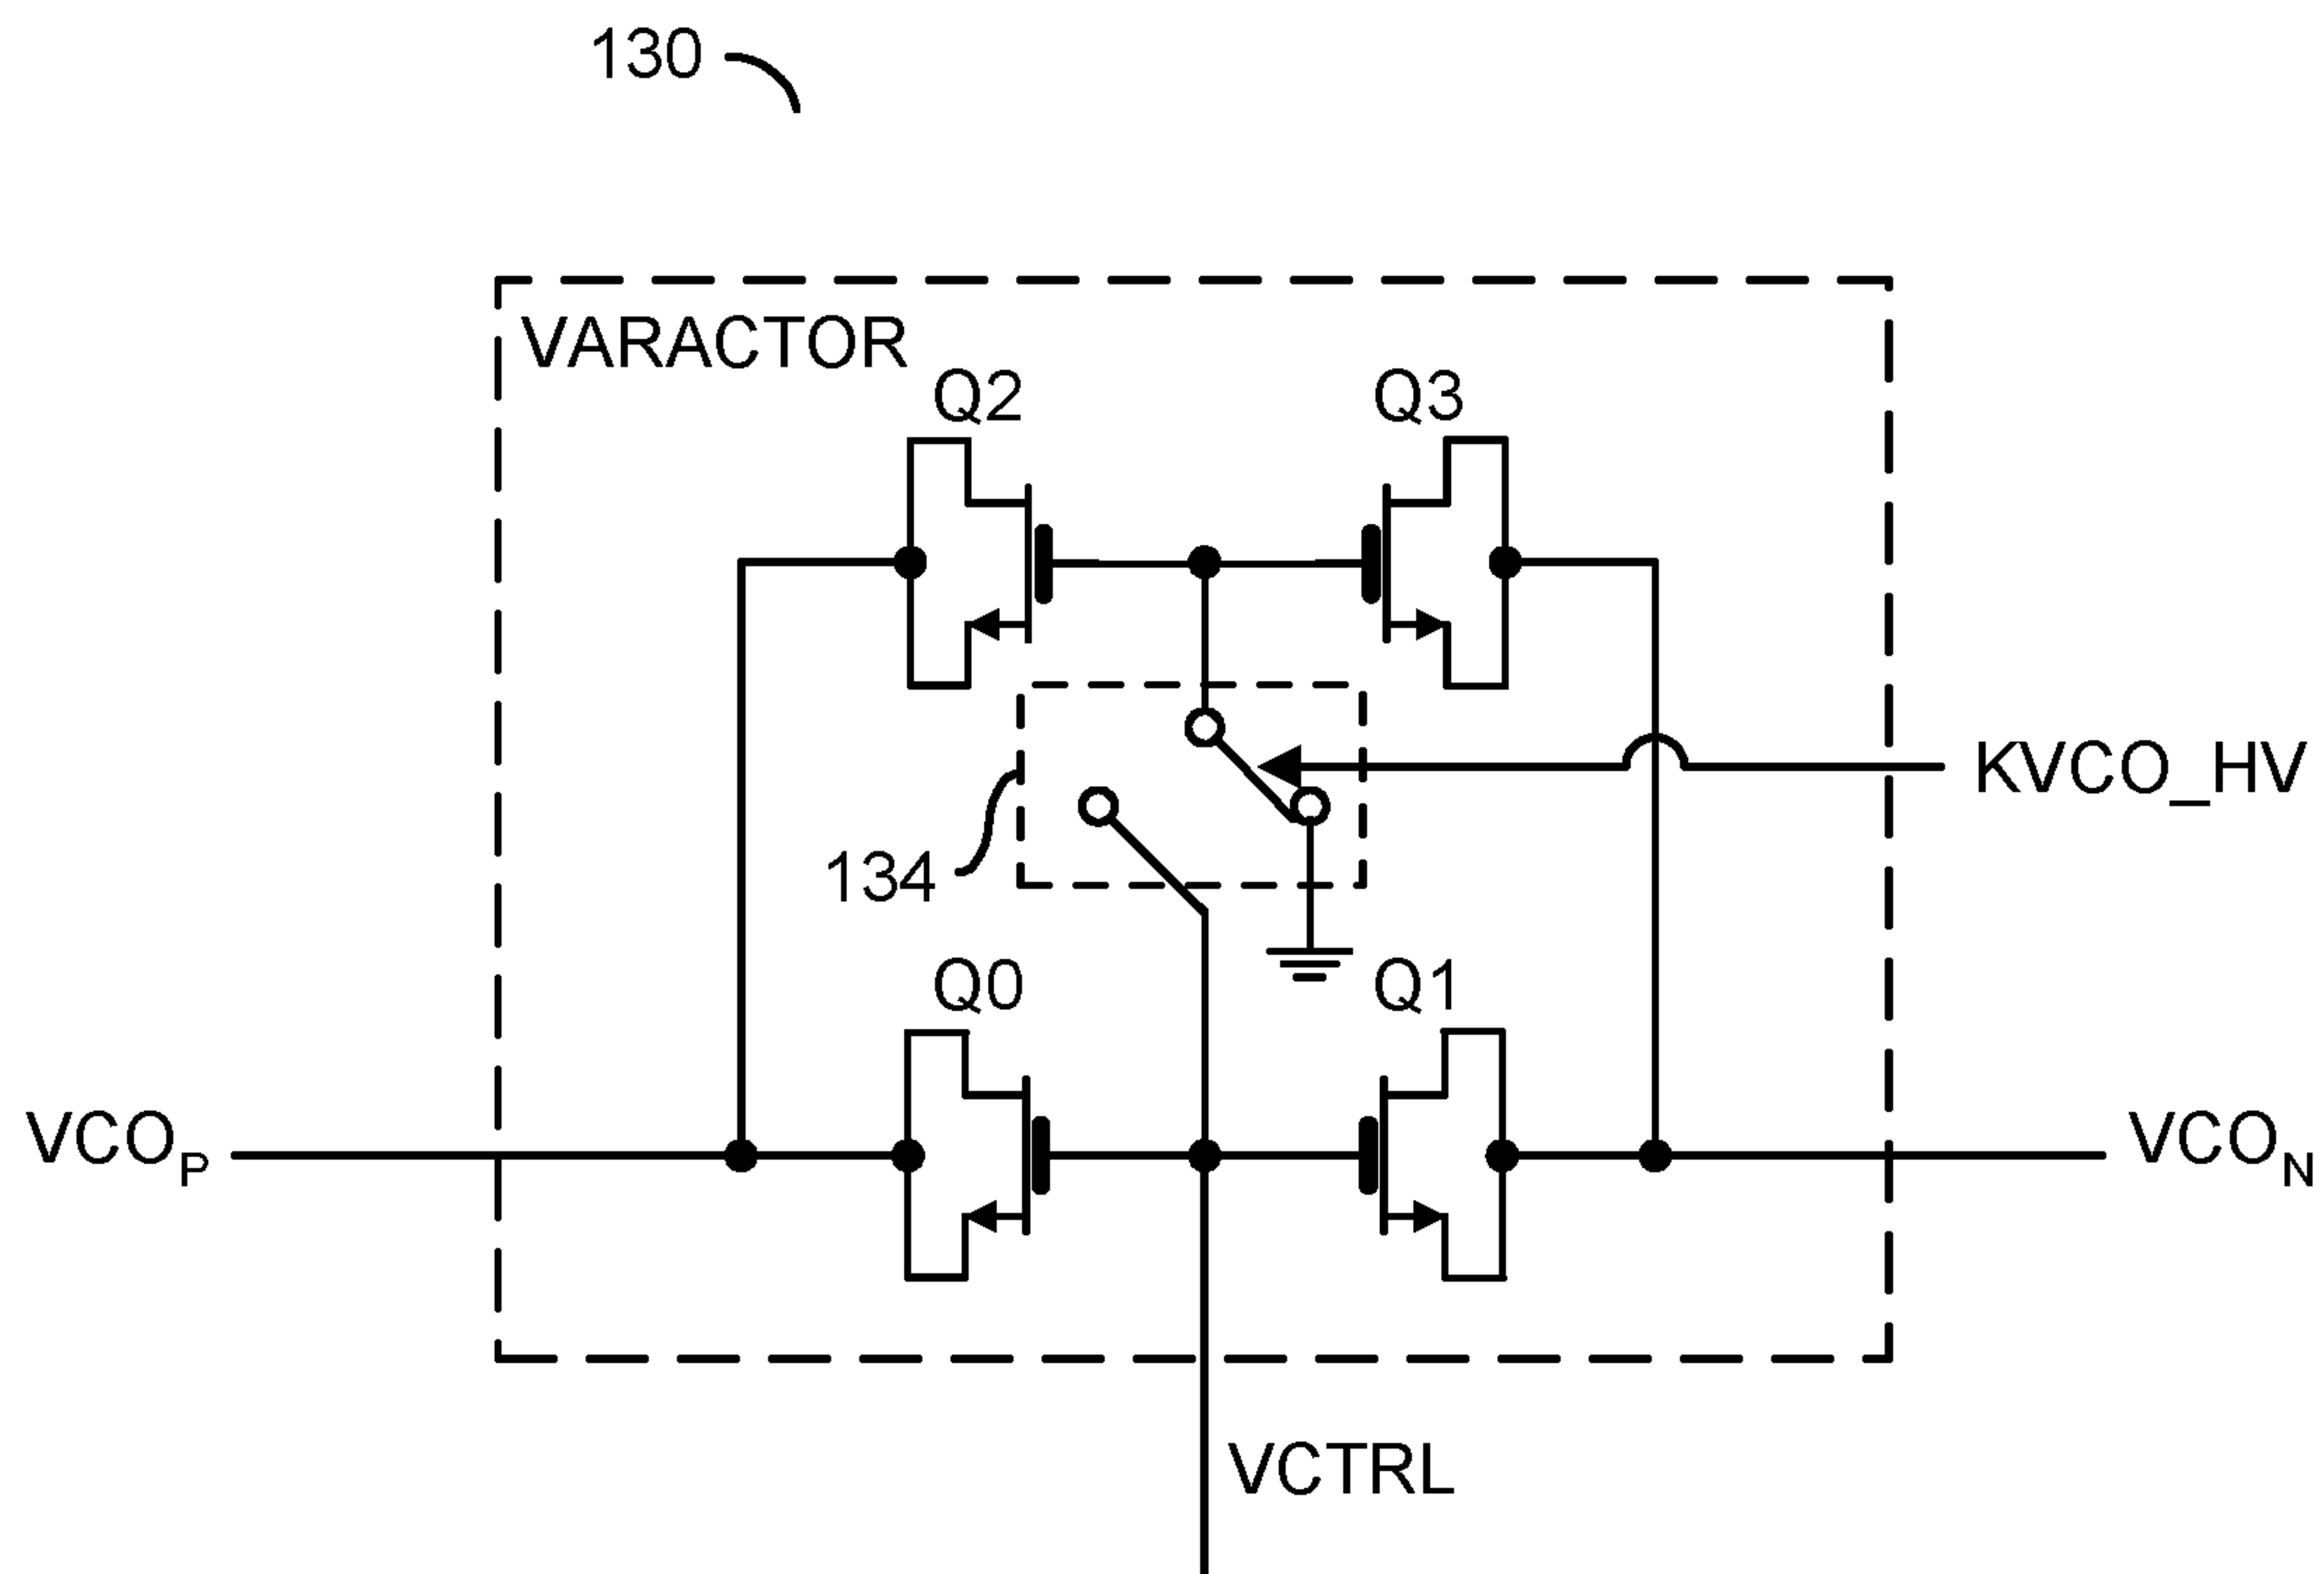 130
VARACTOR
Q2
Q3
KVCO_HV
134
Q0
Q1
VCOP
VCON
VCTRL